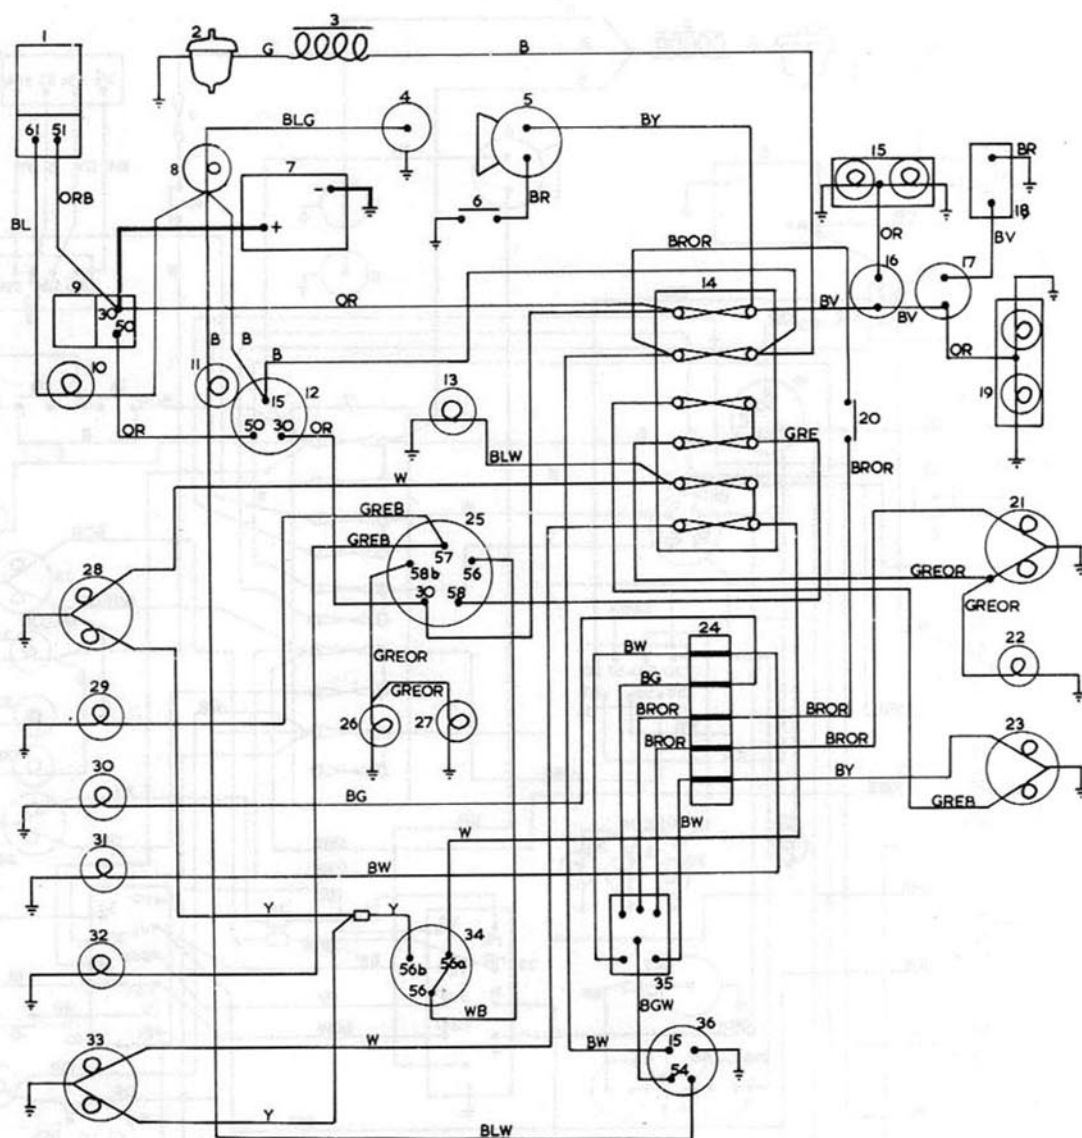 1
2
3
4
5
G
B
61 51
8
BLG
7
- +
6
BR
BY
15
BR
18
BL
ORB
OR
BV
16
17
BROR
9
30
50
OR
14
BV
BV
OR
19
10
11
B
B
B
12
15
50 30
OR
OR
13
BLW
GRE
20
BROR
W
GREB
GREB
25
57
58b
56
30
58
21
GREOR
GREOR
22
28
29
GREOR
GREOR
26
27
24
BW
BG
BROR
BROR
BROR
BROR
BY
BW
23
GREB
30
BG
31
BW
W
Y
Y
32
34
56b
56a
56
WB
35
BGW
33
W
Y
BW
15
54
36
BLW